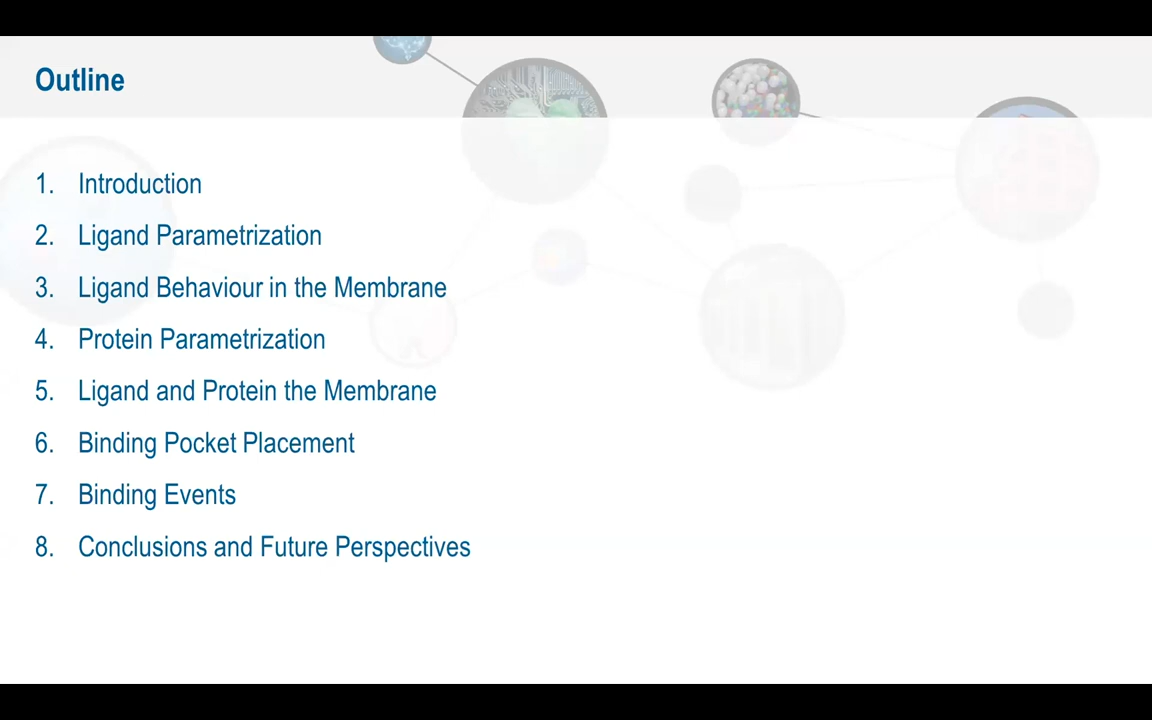 Outline
1. Introduction
2. Ligand Parametrization
3. Ligand Behaviour in the Membrane
4. Protein Parametrization
5. Ligand and Protein the Membrane
6. Binding Pocket Placement
7. Binding Events
8. Conclusions and Future Perspectives